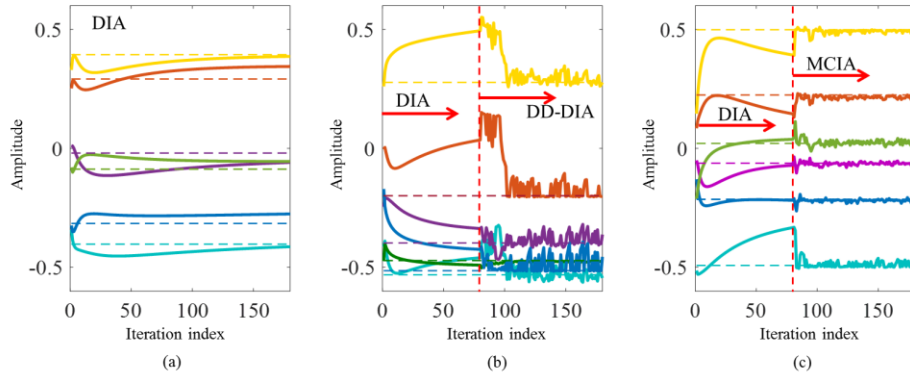 DIA
Amplitude
0.5
0
-0.5
0 50 100 150
Iteration index
(a)
DIA
DD-DIA
Amplitude
0.5
0
-0.5
0 50 100 150
Iteration index
(b)
MCIA
DIA
Amplitude
0.5
0
-0.5
0 50 100 150
Iteration index
(c)